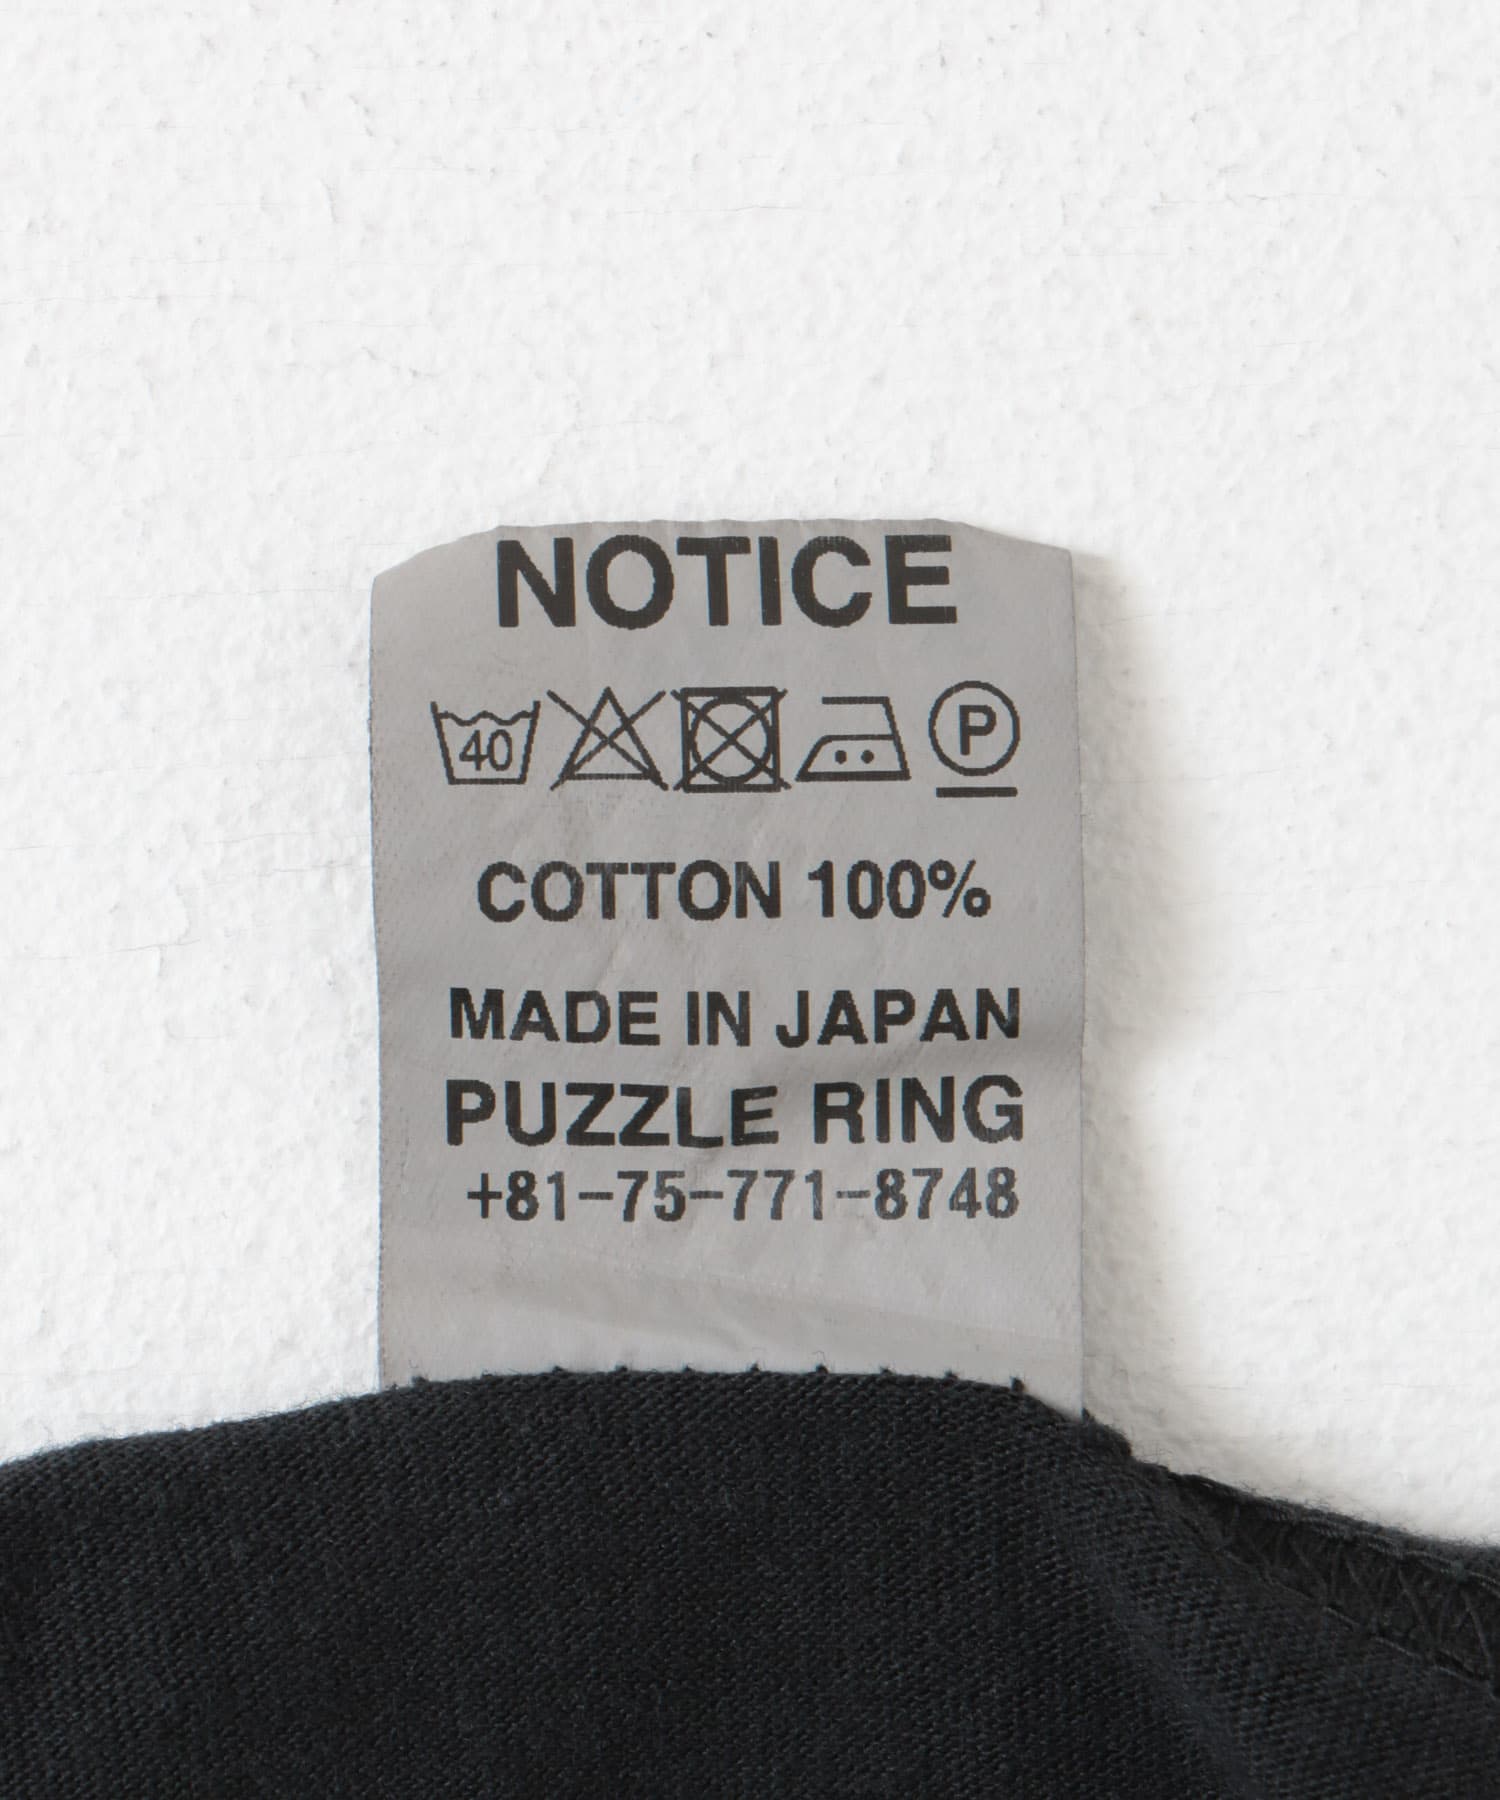 NOTICE
40 P
COTTON 100%
MADE IN JAPAN
PUZZLE RING
+81-75-771-8748